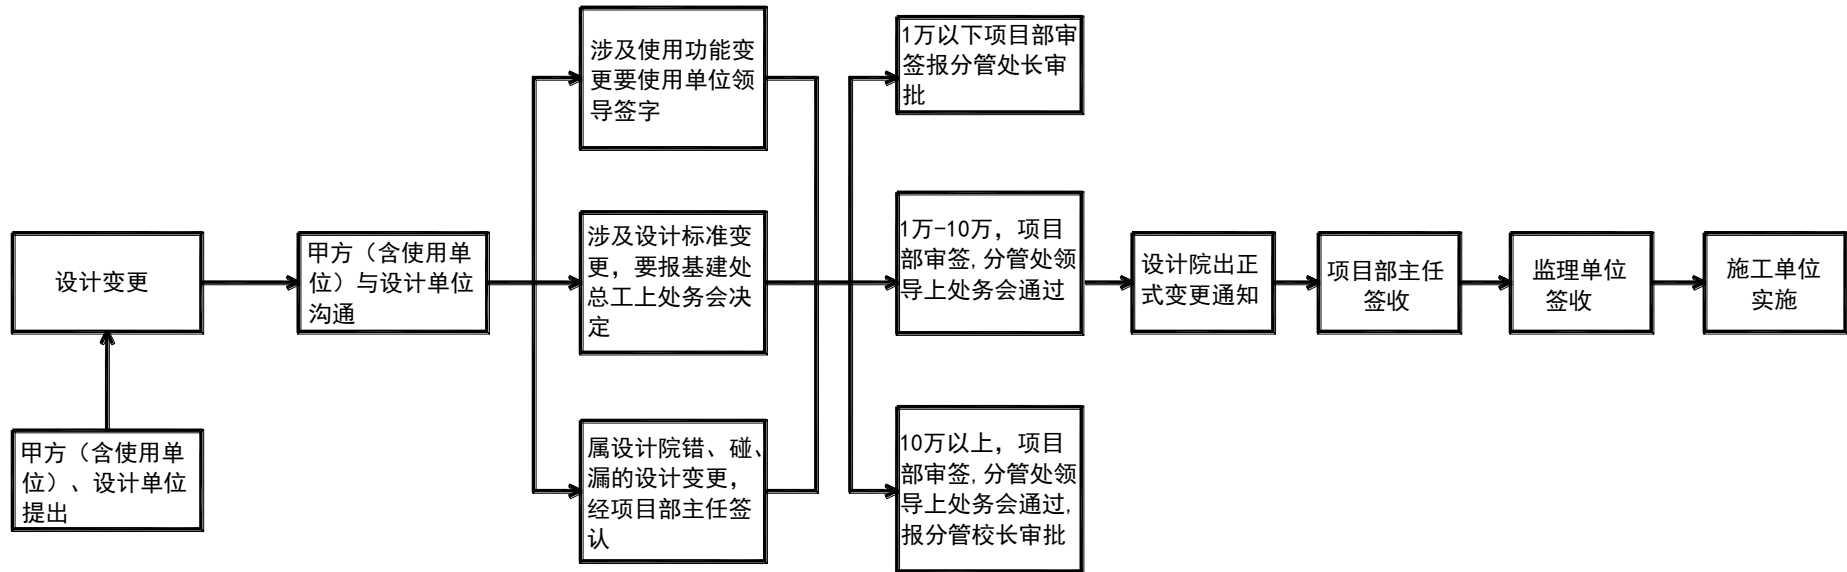 设计变更
甲方（含使用单
位）、设计单位
提出
甲方（含使用单
位）与设计单位
沟通
涉及使用功能变
更要使用单位领
导签字
涉及设计标准变
更，要报基建处
总工上处务会决
定
属设计院错、碰、
漏的设计变更，
经项目部主任签
认
1万以下项目部审
签报分管处长审
批
1万-10万，项目
部审签,分管处领
导上处务会通过
10万以上，项目
部审签,分管处领
导上处务会通过,
报分管校长审批
设计院出正
式变更通知
项目部主任
签收
监理单位
签收
施工单位
实施